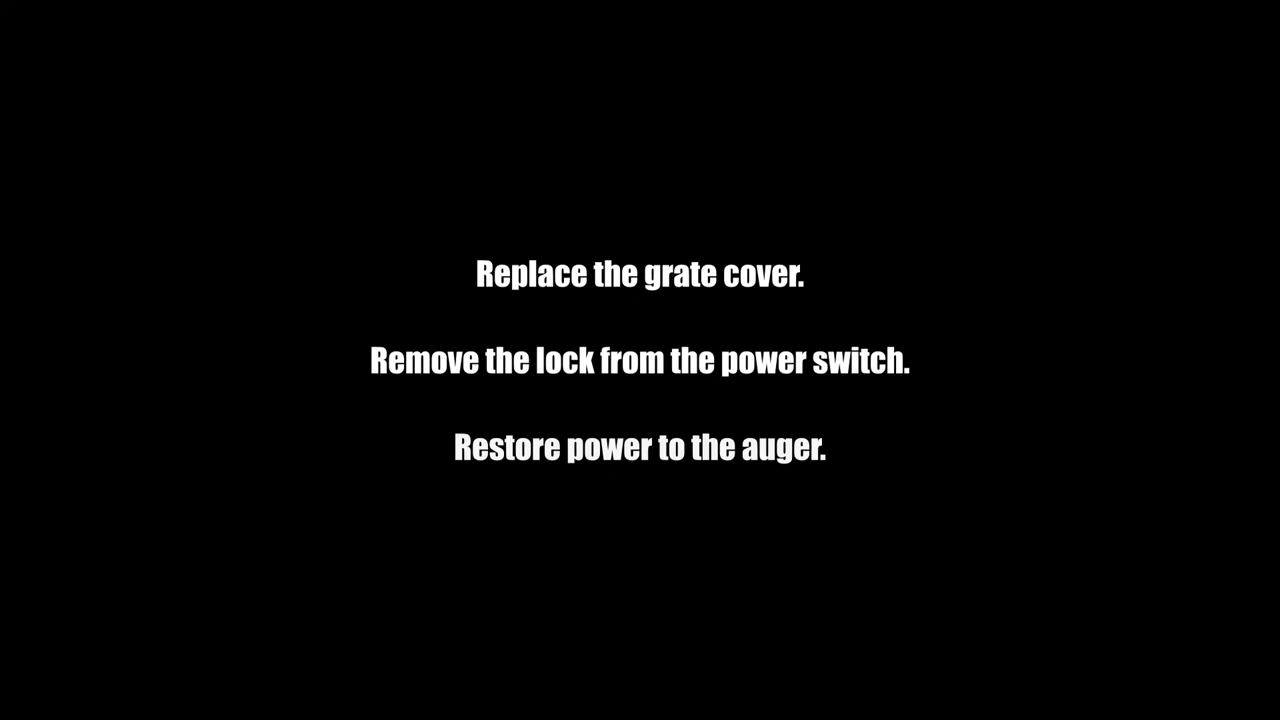 Replace the grate cover.
Remove the lock from the power switch.
Restore power to the auger.